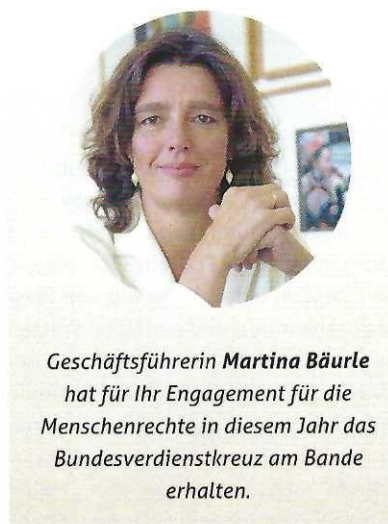 Geschäftsführerin Martina Bäurle
hat für Ihr Engagement für die
Menschenrechte in diesem Jahr das
Bundesverdienstkreuz am Bande
erhalten.